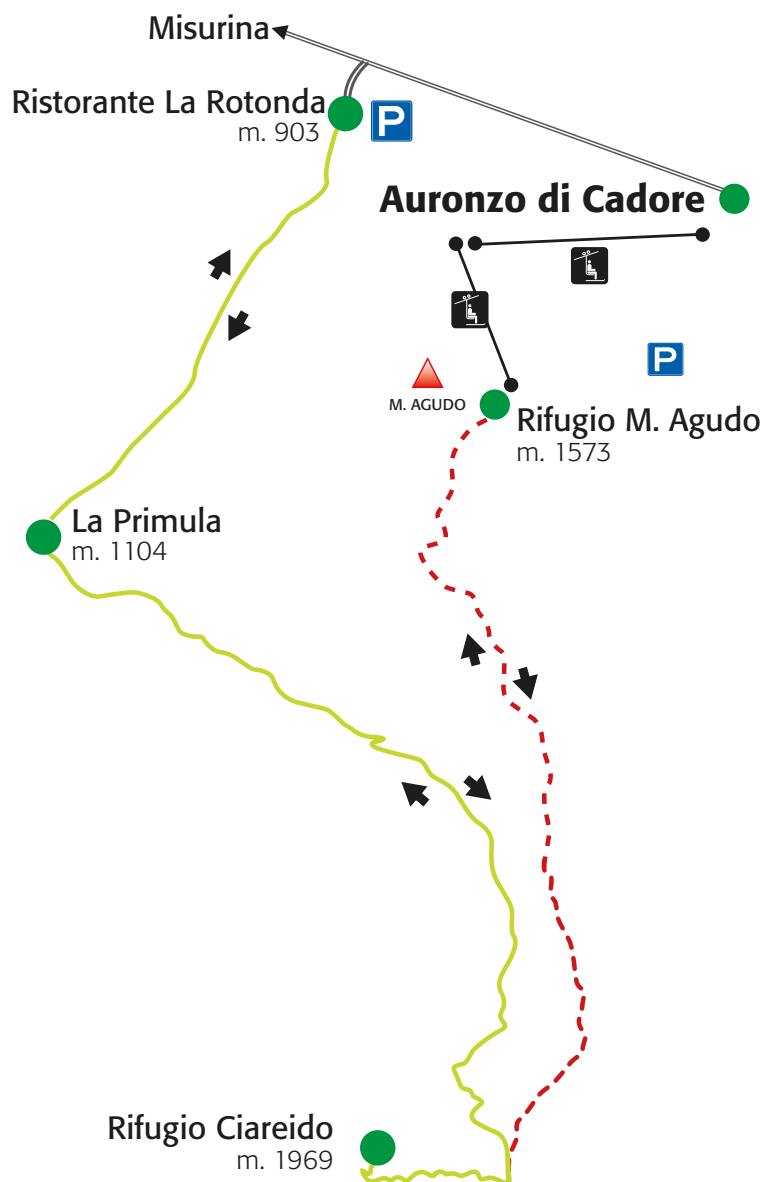 Misurina
Ristorante La Rotonda
m. 903
P
Auronzo di Cadore
P
M. AGUDO
Rifugio M. Agudo
m. 1573
La Primula
m. 1104
Rifugio Ciareido
m. 1969